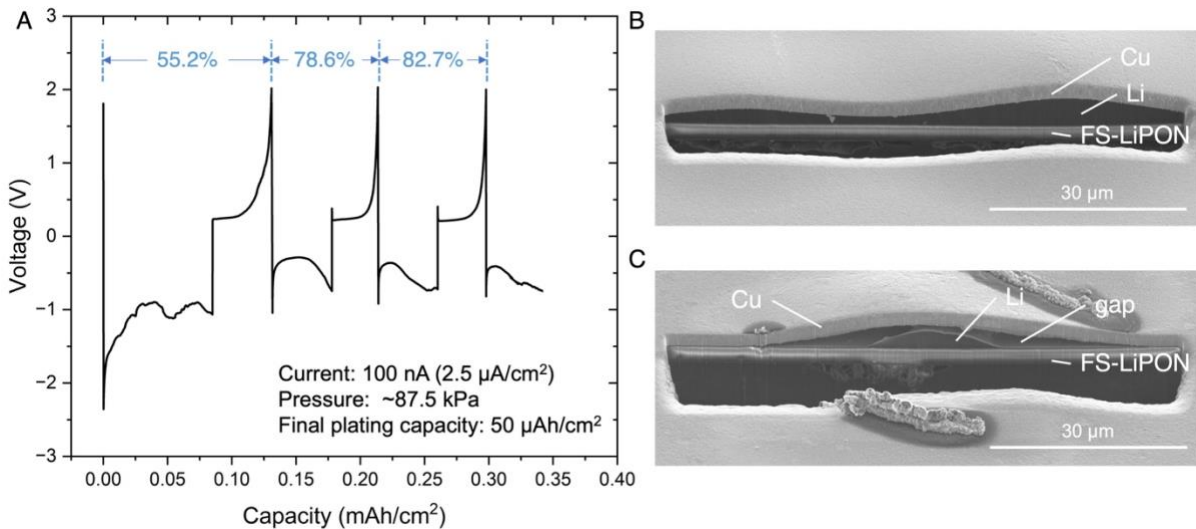 A
55.2%
78.6%
82.7%
Voltage (V)
3
2
1
0
−1
−2
−3
Current: 100 nA (2.5 µA/cm²)
Pressure: ~87.5 kPa
Final plating capacity: 50 µAh/cm²
0.00 0.05 0.10 0.15 0.20 0.25 0.30 0.35 0.40
Capacity (mAh/cm²)
B
Cu
Li
FS-LiPON
30 µm
C
Cu
Li
gap
FS-LiPON
30 µm